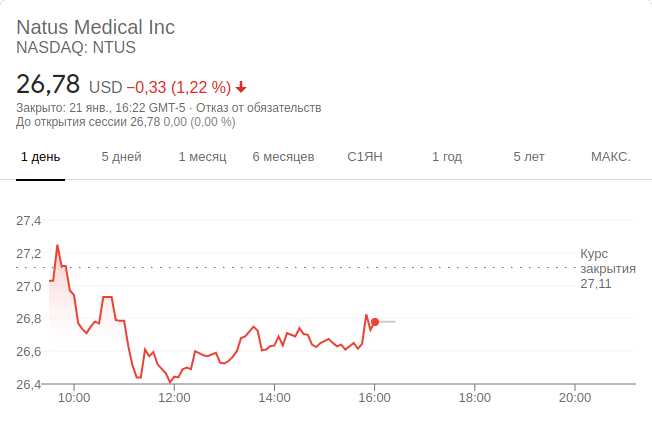 Natus Medical Inc
NASDAQ: NTUS
26,78 USD −0,33 (1,22 %)
Закрыто: 21 янв., 16:22 GMT-5 · Отказ от обязательств
До открытия сессии 26,78 0,00 (0,00 %)
1 день 5 дней 1 месяц 6 месяцев С1ЯН 1 год 5 лет МАКС.
27,4
27,2
27,0
26,8
26,6
26,4
Курс
закрытия
27,11
10:00 12:00 14:00 16:00 18:00 20:00